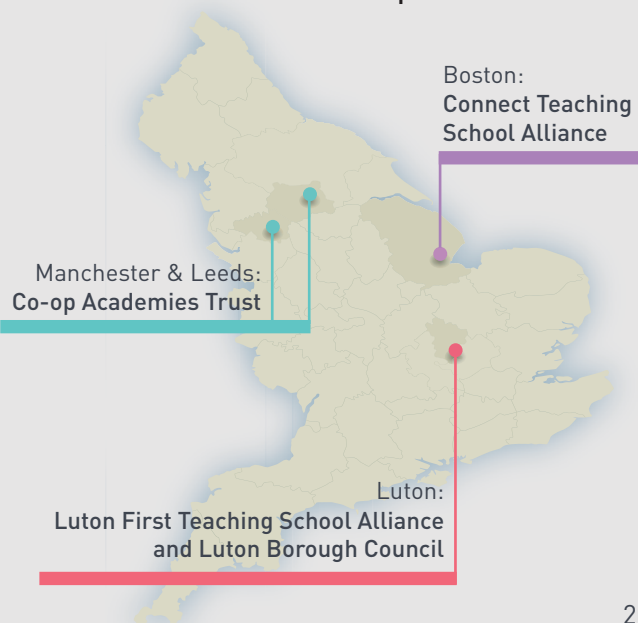 Boston:
Connect Teaching
School Alliance
Manchester & Leeds:
Co-op Academies Trust
Luton:
Luton First Teaching School Alliance
and Luton Borough Council
2